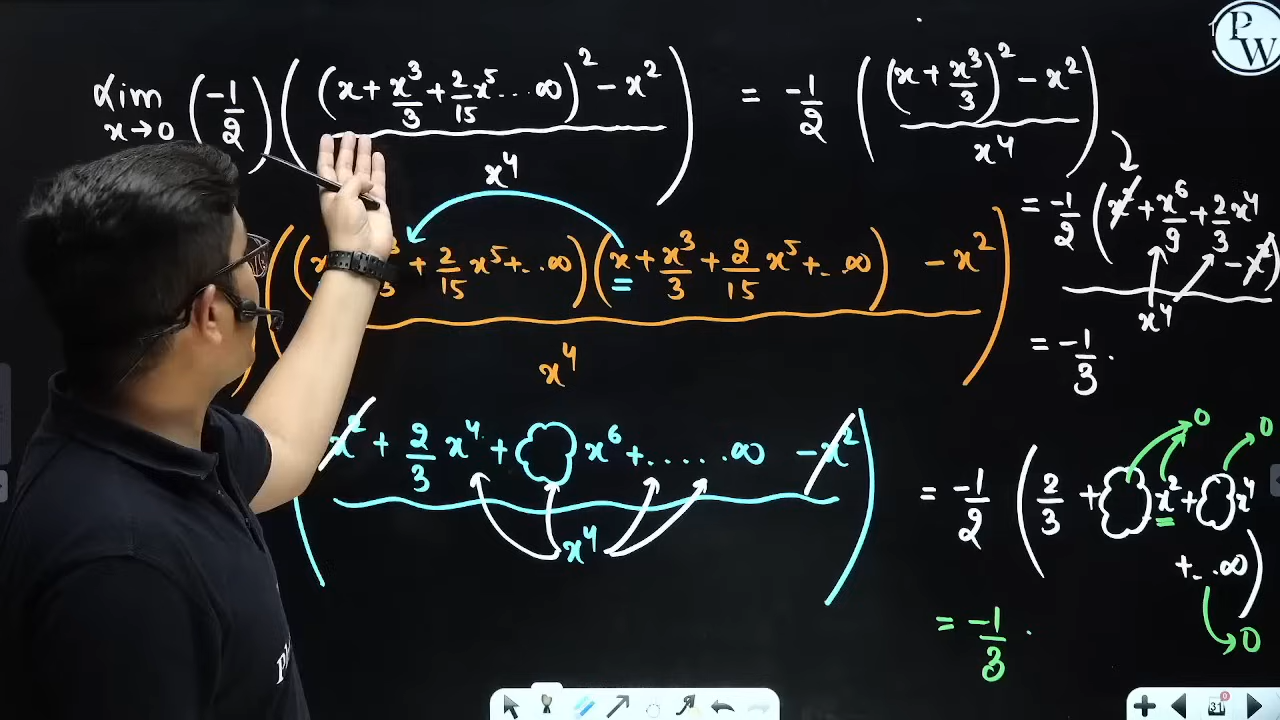 lim x→0 (-1/2) ( ( (x + x³/3 + 2/15 x⁵ ... ∞)² - x² ) / x⁴ ) = -1/2 ( ( (x + x³/3)² - x² ) / x⁴ )
= -1/2 ( ( x² + x⁶/9 + 2/3 x⁴ - x² ) / x⁴ )
= -1/3.
( ( ( + 2/15 x⁵ + ... ∞) (x + x³/3 + 2/15 x⁵ + ... ∞) - x² ) / x⁴ )
( ( x² + 2/3 x⁴ + x⁶ + ...... ∞ - x² ) / x⁴ )
= -1/2 ( 2/3 + x² + x⁴ + ... ∞ )
0
0
0
= -1/3 .
P
W
31
0